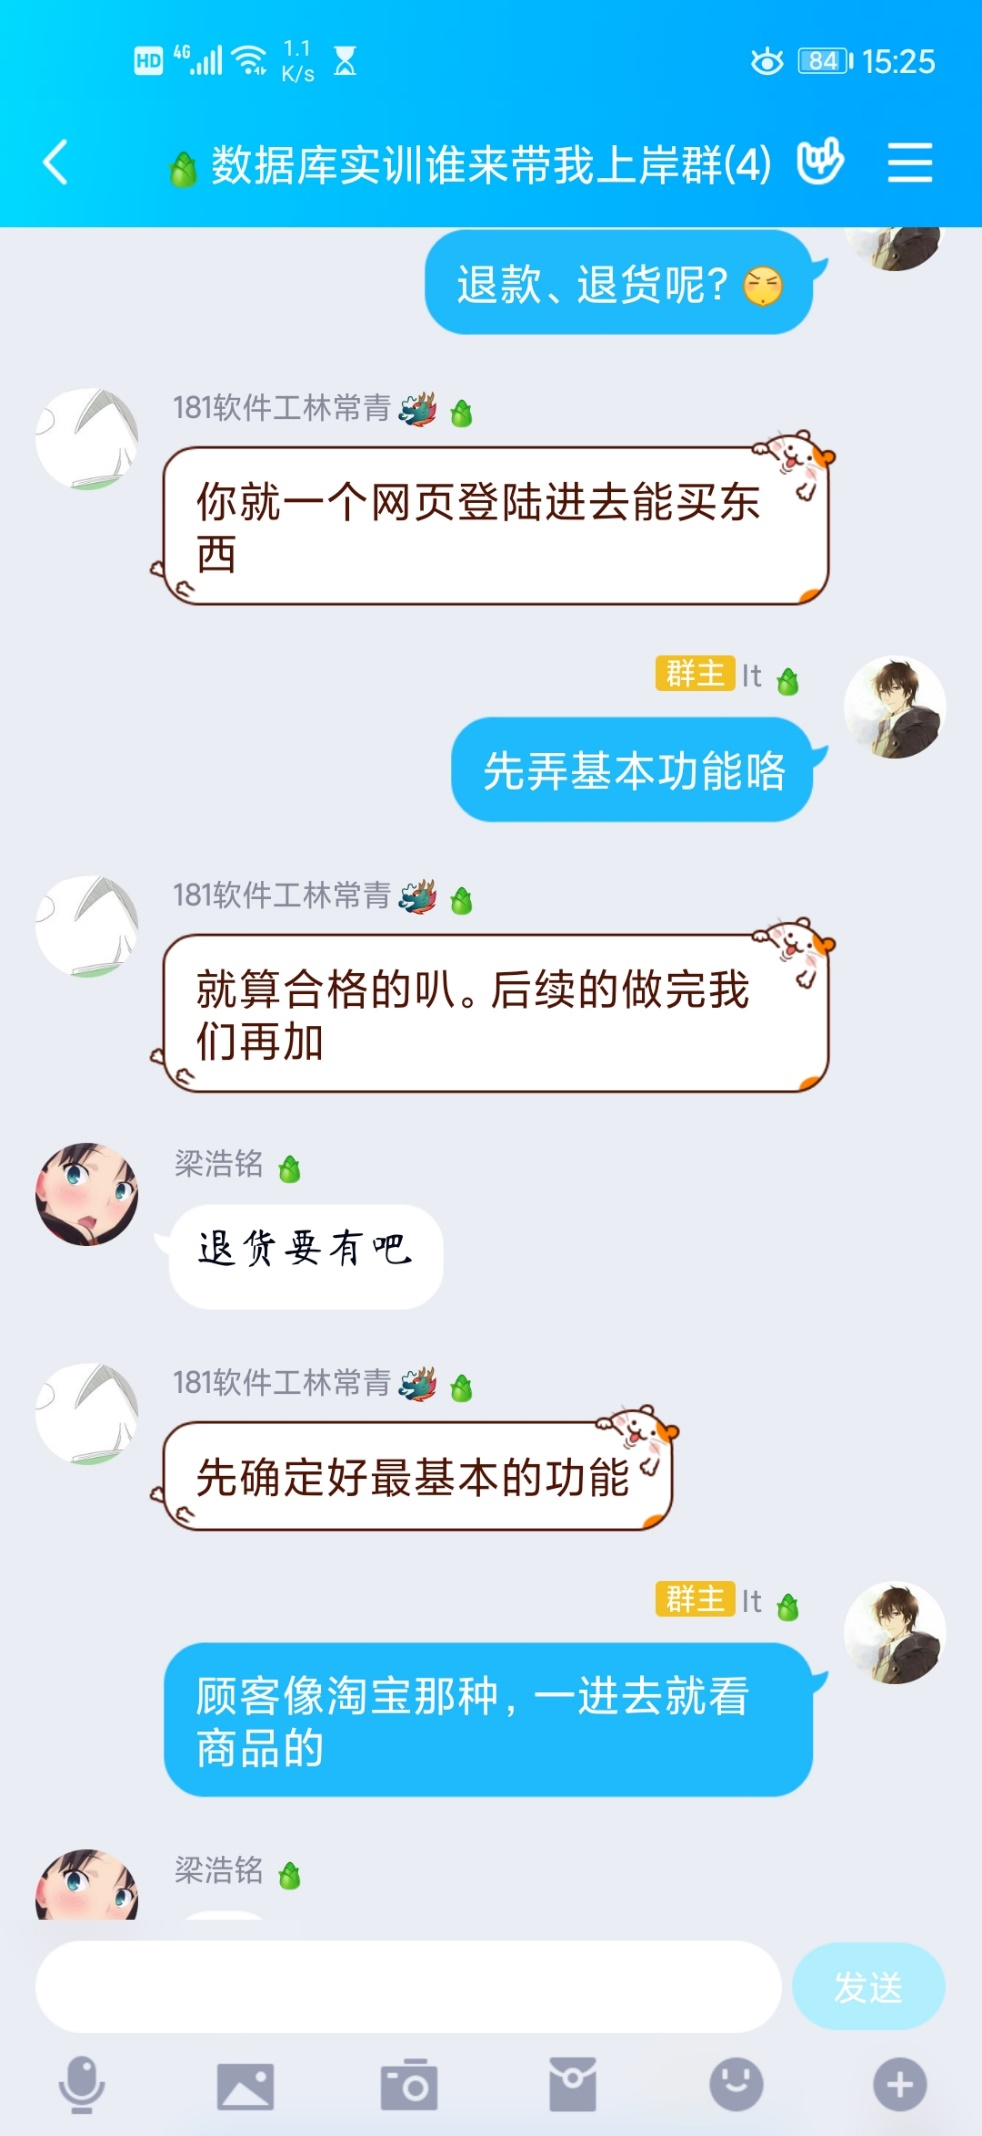 HD 4G 1.1 K/s 84 15:25
数据库实训谁来带我上岸群(4)
退款、退货呢?
181软件工林常青
你就一个网页登陆进去能买东
西
群主 It
先弄基本功能咯
181软件工林常青
就算合格的叭。后续的做完我
们再加
梁浩铭
退货要有吧
181软件工林常青
先确定好最基本的功能
群主 It
顾客像淘宝那种,一进去就看
商品的
梁浩铭
发送